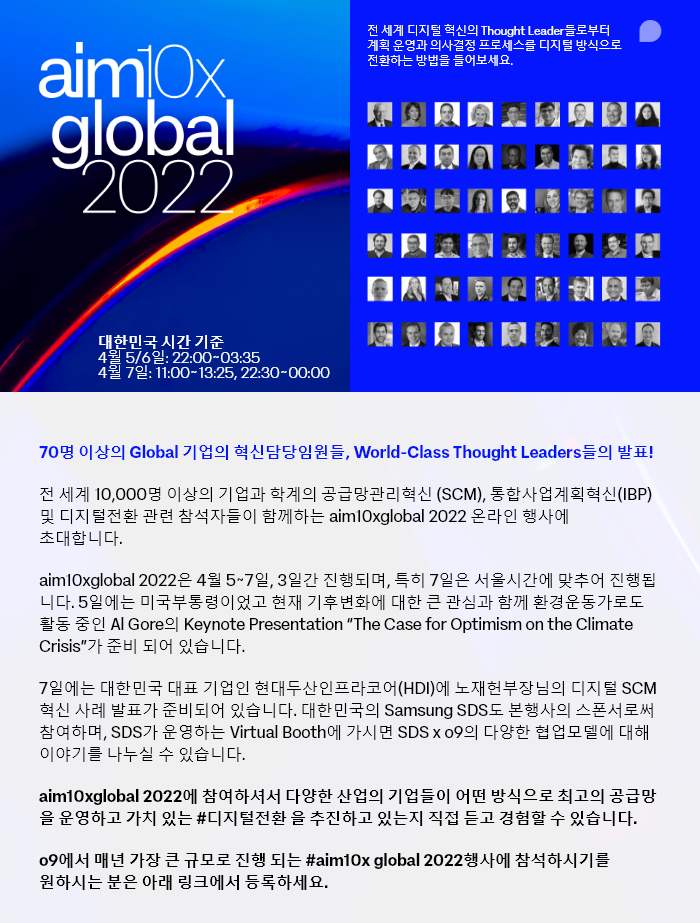 aim10x
global
2022
대한민국 시간 기준
4월 5/6일: 22:00~03:35
4월 7일: 11:00~13:25, 22:30~00:00
전 세계 디지털 혁신의 Thought Leader들로부터
계획 운영과 의사결정 프로세스를 디지털 방식으로
전환하는 방법을 들어보세요.
70명 이상의 Global 기업의 혁신담당임원들, World-Class Thought Leaders들의 발표!
전 세계 10,000명 이상의 기업과 학계의 공급망관리혁신 (SCM), 통합사업계획혁신(IBP)
및 디지털전환 관련 참석자들이 함께하는 aim10xglobal 2022 온라인 행사에
초대합니다.
aim10xglobal 2022은 4월 5~7일, 3일간 진행되며, 특히 7일은 서울시간에 맞추어 진행됩
니다. 5일에는 미국부통령이었고 현재 기후변화에 대한 큰 관심과 함께 환경운동가로도
활동 중인 Al Gore의 Keynote Presentation "The Case for Optimism on the Climate
Crisis"가 준비 되어 있습니다.
7일에는 대한민국 대표 기업인 현대두산인프라코어(HDI)에 노재헌부장님의 디지털 SCM
혁신 사례 발표가 준비되어 있습니다. 대한민국의 Samsung SDS도 본행사의 스폰서로써
참여하며, SDS가 운영하는 Virtual Booth에 가시면 SDS x o9의 다양한 협업모델에 대해
이야기를 나누실 수 있습니다.
aim10xglobal 2022에 참여하셔서 다양한 산업의 기업들이 어떤 방식으로 최고의 공급망
을 운영하고 가치 있는 #디지털전환 을 추진하고 있는지 직접 듣고 경험할 수 있습니다.
o9에서 매년 가장 큰 규모로 진행 되는 #aim10x global 2022행사에 참석하시기를
원하시는 분은 아래 링크에서 등록하세요.